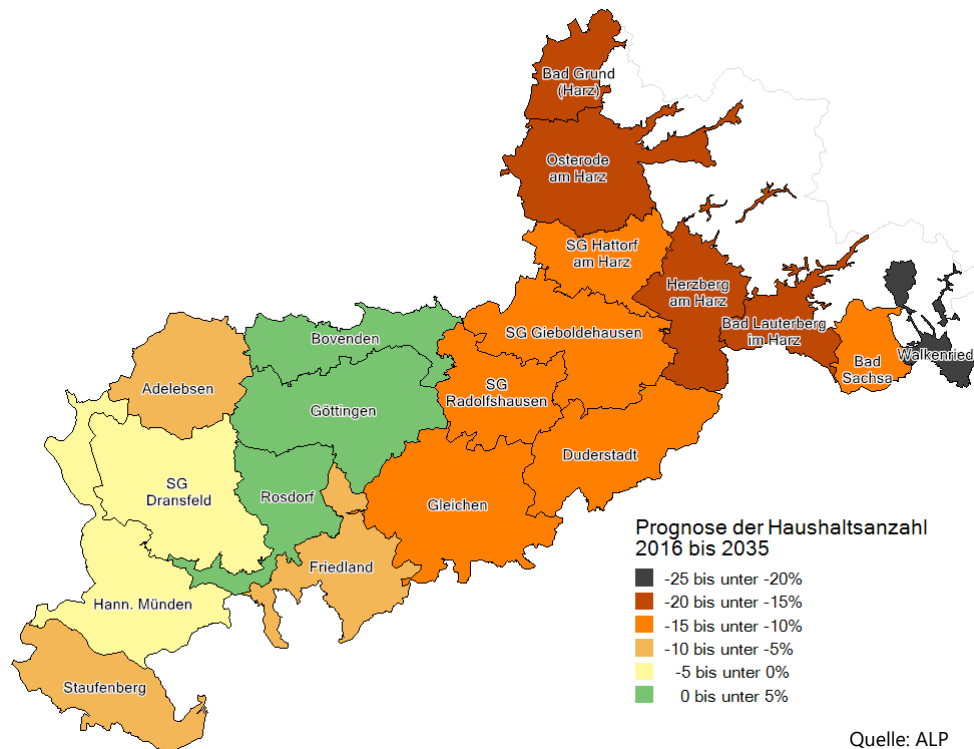 Bad Grund
(Harz)
Osterode
am Harz
SG Hattorf
am Harz
Herzberg
am Harz
SG Gieboldehausen
Bad Lauterberg
im Harz
Bad
Sachsa
Walkenried
Bovenden
Adelebsen
SG
Radolfshausen
Göttingen
Duderstadt
SG
Dransfeld
Rosdorf
Gleichen
Friedland
Hann. Münden
Staufenberg
Prognose der Haushaltsanzahl
2016 bis 2035
-25 bis unter -20%
-20 bis unter -15%
-15 bis unter -10%
-10 bis unter -5%
-5 bis unter 0%
0 bis unter 5%
Quelle: ALP